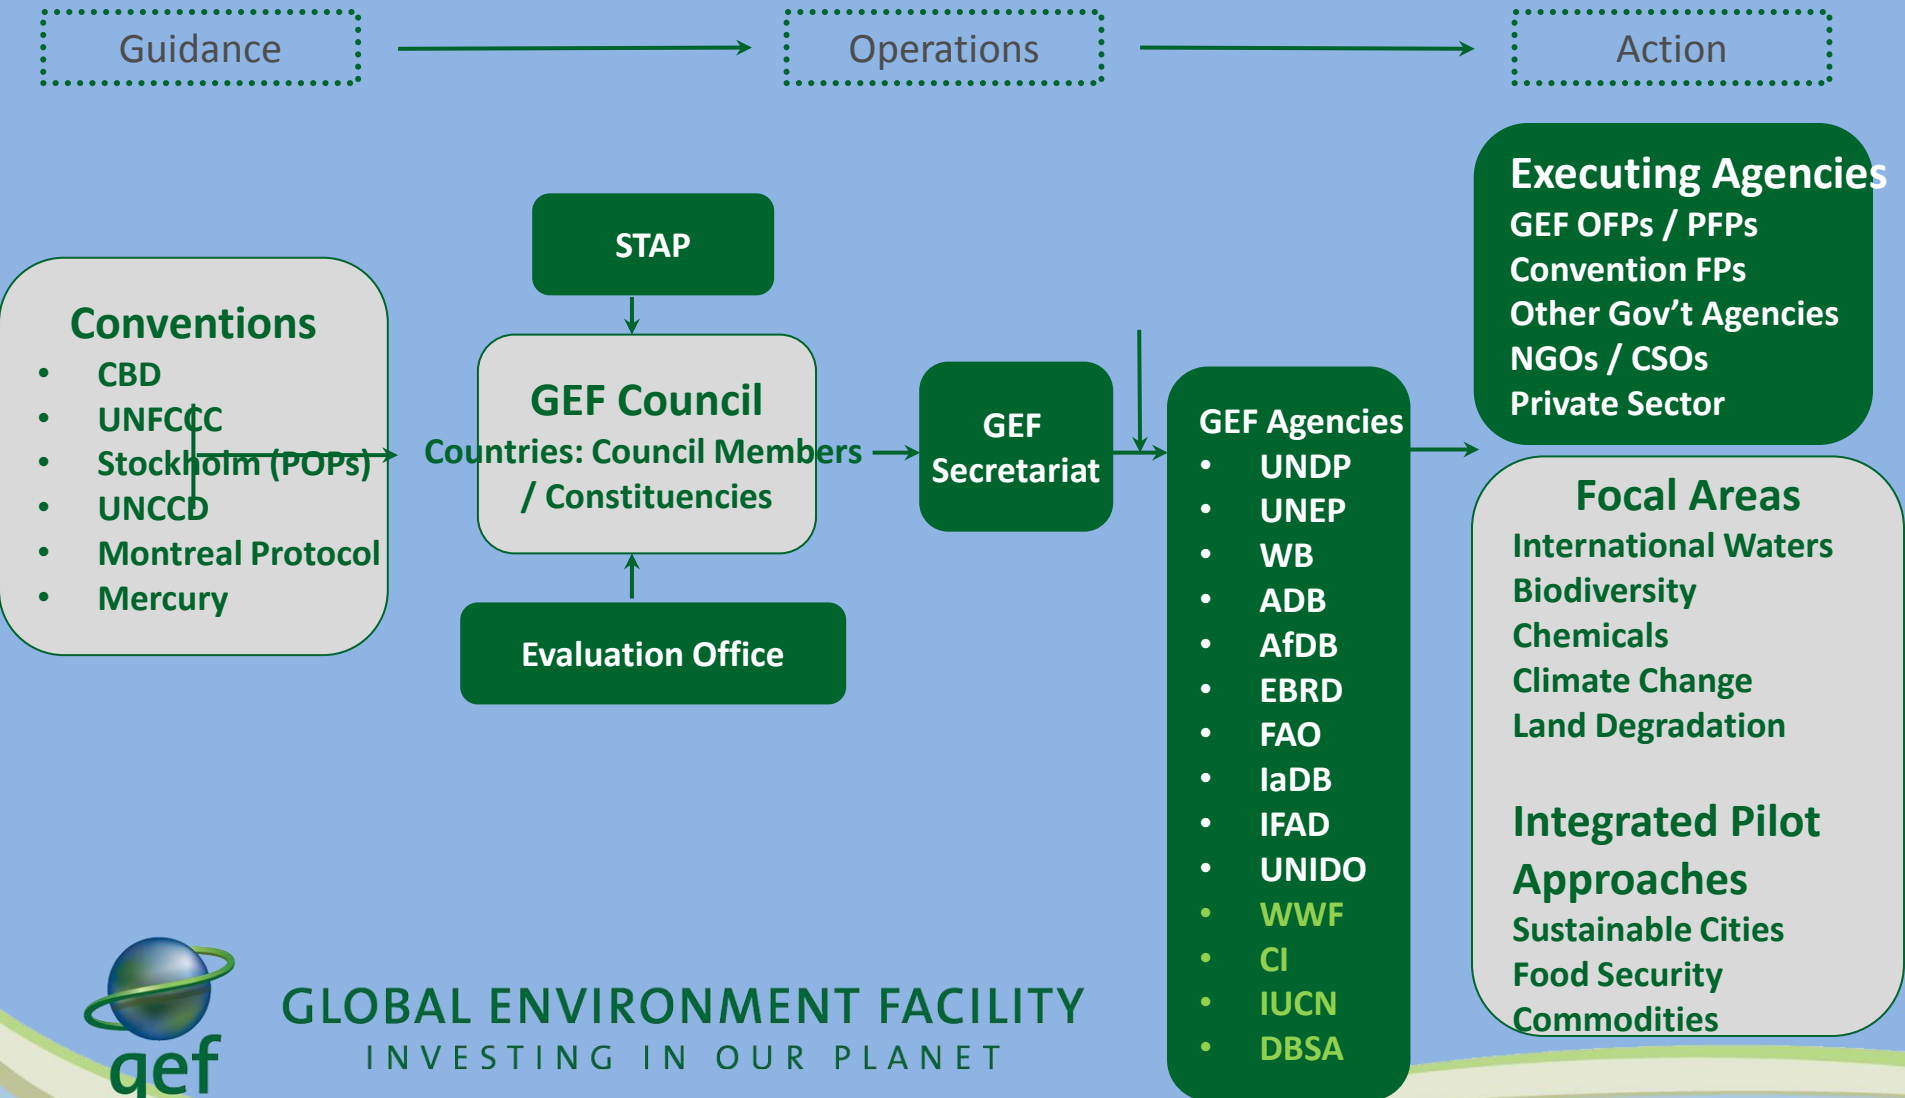 Guidance
Operations
Action
Conventions
• CBD
• UNFCCC
• Stockholm (POPs)
• UNCCD
• Montreal Protocol
• Mercury
STAP
GEF Council
Countries: Council Members
/ Constituencies
Evaluation Office
GEF
Secretariat
GEF Agencies
• UNDP
• UNEP
• WB
• ADB
• AfDB
• EBRD
• FAO
• IaDB
• IFAD
• UNIDO
• WWF
• CI
• IUCN
• DBSA
Executing Agencies
GEF OFPs / PFPs
Convention FPs
Other Gov’t Agencies
NGOs / CSOs
Private Sector
Focal Areas
International Waters
Biodiversity
Chemicals
Climate Change
Land Degradation
Integrated Pilot
Approaches
Sustainable Cities
Food Security
Commodities
gef
GLOBAL ENVIRONMENT FACILITY
INVESTING IN OUR PLANET